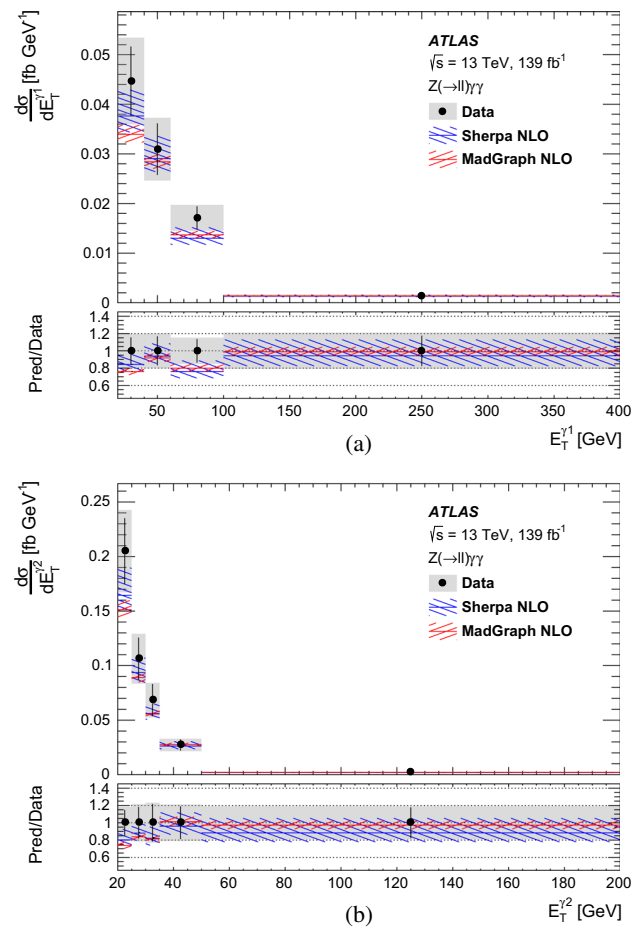 dσ/dE_T^γ1 [fb GeV⁻¹]
0.05
0.04
0.03
0.02
0.01
0
ATLAS
√s = 13 TeV, 139 fb⁻¹
Z(→ll)γγ
Data
Sherpa NLO
MadGraph NLO
Pred/Data
1.4
1.2
1
0.8
0.6
50 100 150 200 250 300 350 400
E_T^γ1 [GeV]
(a)
dσ/dE_T^γ2 [fb GeV⁻¹]
0.25
0.2
0.15
0.1
0.05
0
ATLAS
√s = 13 TeV, 139 fb⁻¹
Z(→ll)γγ
Data
Sherpa NLO
MadGraph NLO
Pred/Data
1.4
1.2
1
0.8
0.6
20 40 60 80 100 120 140 160 180 200
E_T^γ2 [GeV]
(b)